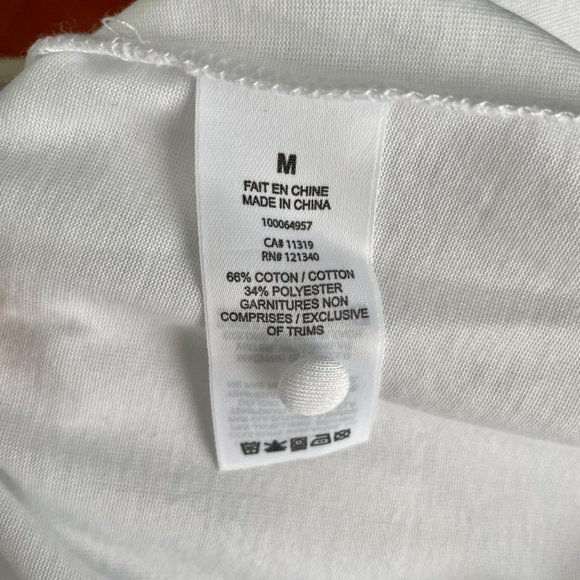 M
FAIT EN CHINE
MADE IN CHINA
100064957
CA# 11319
RN# 121340
66% COTON / COTTON
34% POLYESTER
GARNITURES NON
COMPRISES / EXCLUSIVE
OF TRIMS